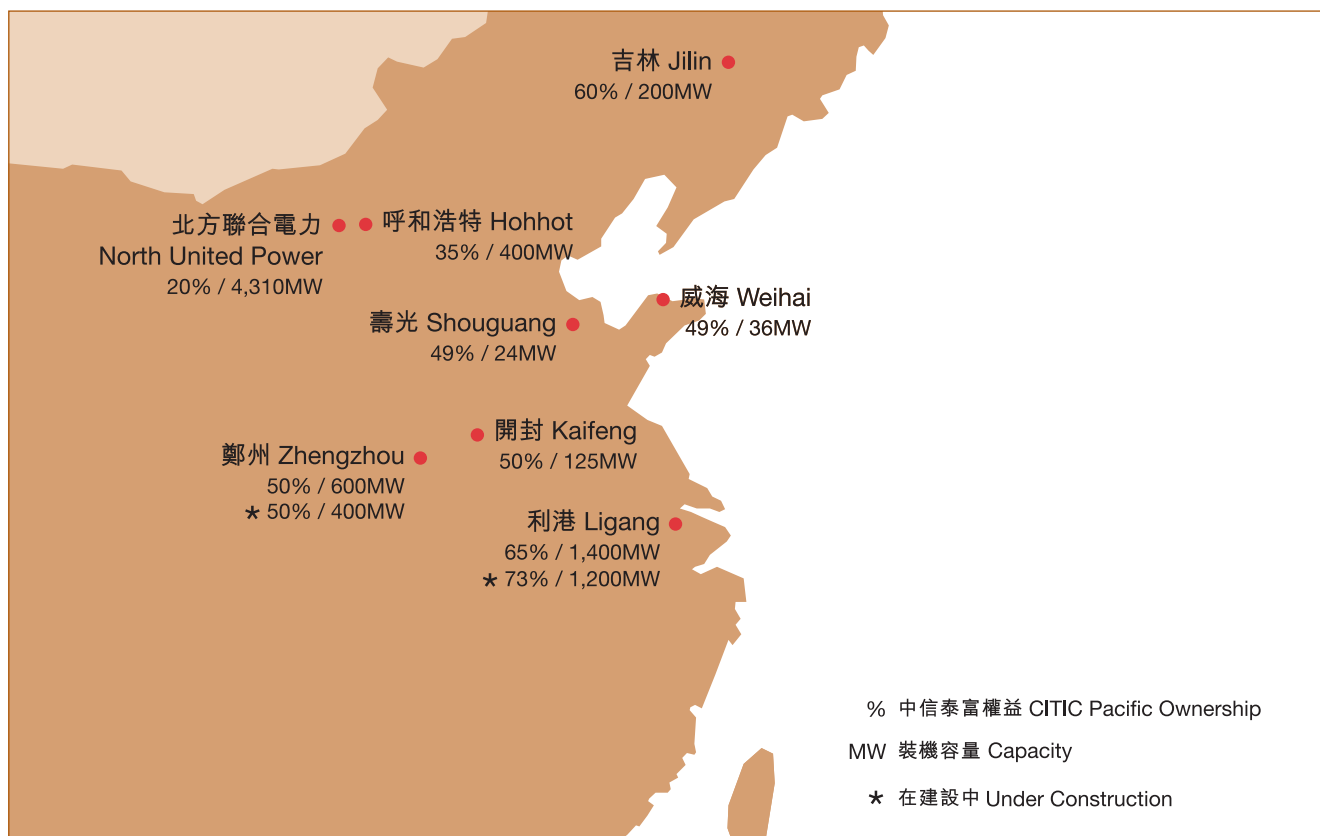 吉林 Jilin
60% / 200MW
北方聯合電力
North United Power
20% / 4,310MW
呼和浩特 Hohhot
35% / 400MW
威海 Weihai
49% / 36MW
壽光 Shouguang
49% / 24MW
開封 Kaifeng
50% / 125MW
鄭州 Zhengzhou
50% / 600MW
* 50% / 400MW
利港 Ligang
65% / 1,400MW
* 73% / 1,200MW
% 中信泰富權益 CITIC Pacific Ownership
MW 裝機容量 Capacity
* 在建設中 Under Construction